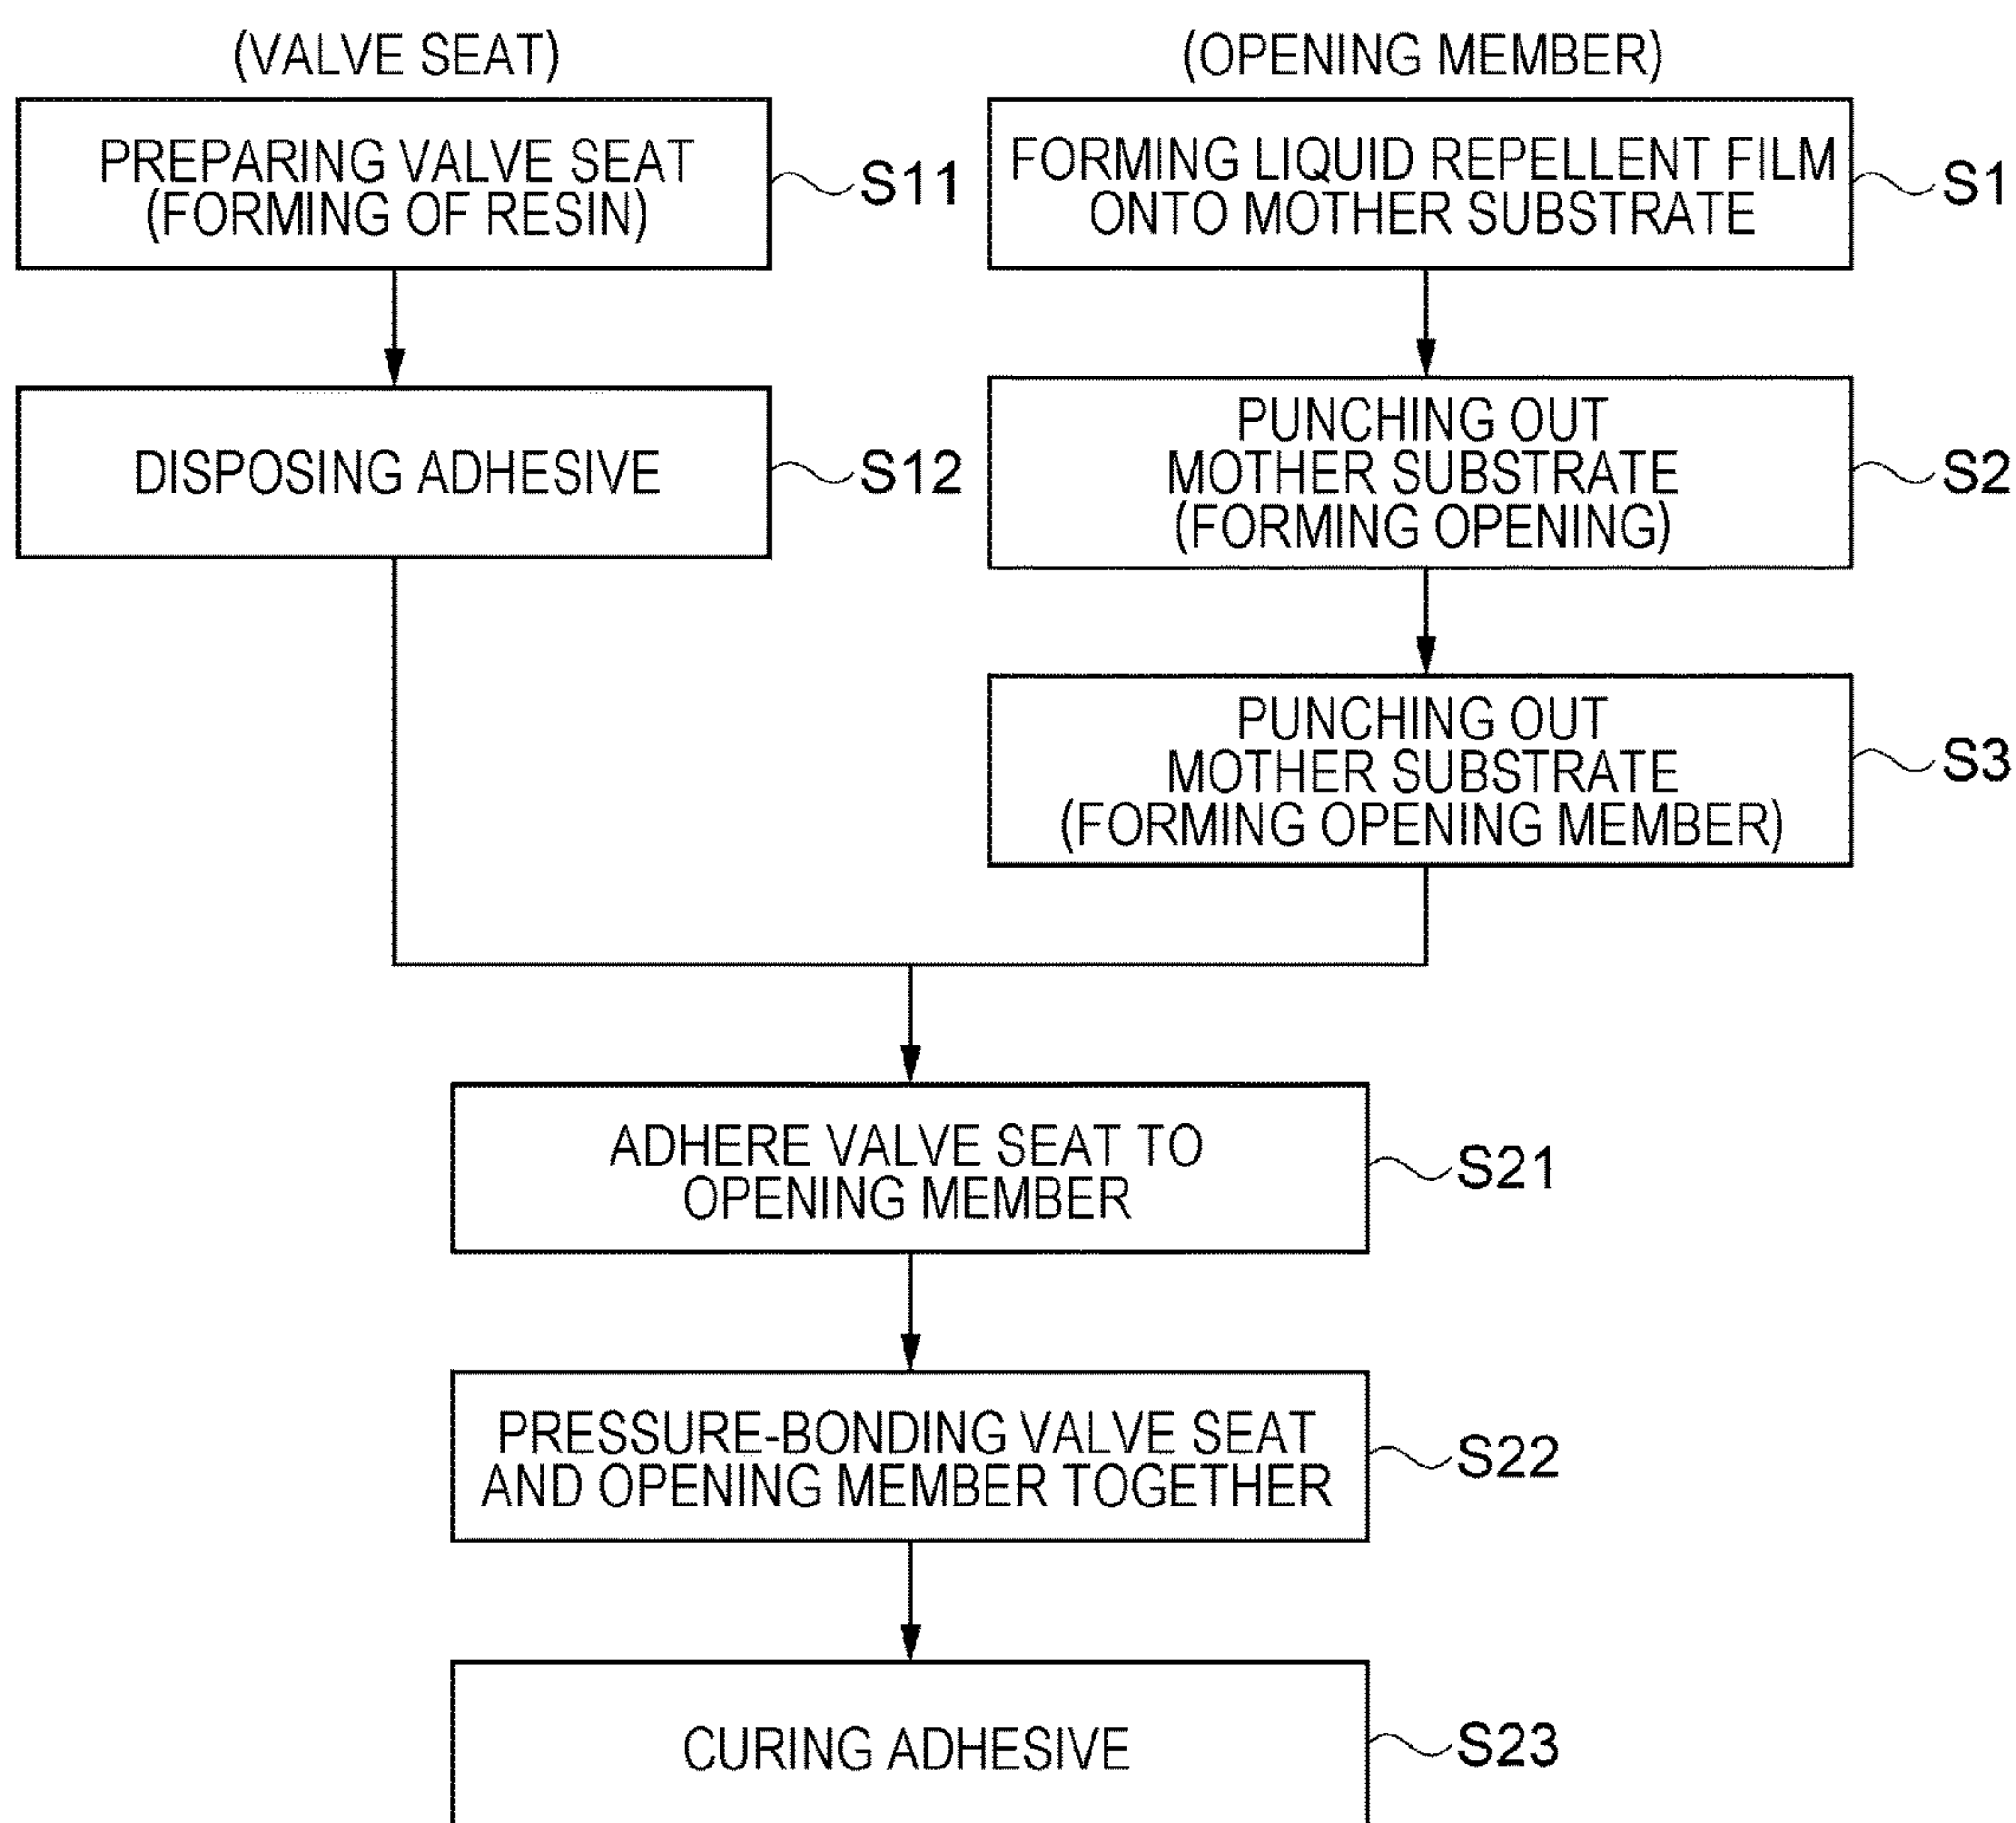 (VALVE SEAT)
PREPARING VALVE SEAT
(FORMING OF RESIN)
S11
DISPOSING ADHESIVE
S12
(OPENING MEMBER)
FORMING LIQUID REPELLENT FILM
ONTO MOTHER SUBSTRATE
S1
PUNCHING OUT
MOTHER SUBSTRATE
(FORMING OPENING)
S2
PUNCHING OUT
MOTHER SUBSTRATE
(FORMING OPENING MEMBER)
S3
ADHERE VALVE SEAT TO
OPENING MEMBER
S21
PRESSURE-BONDING VALVE SEAT
AND OPENING MEMBER TOGETHER
S22
CURING ADHESIVE
S23